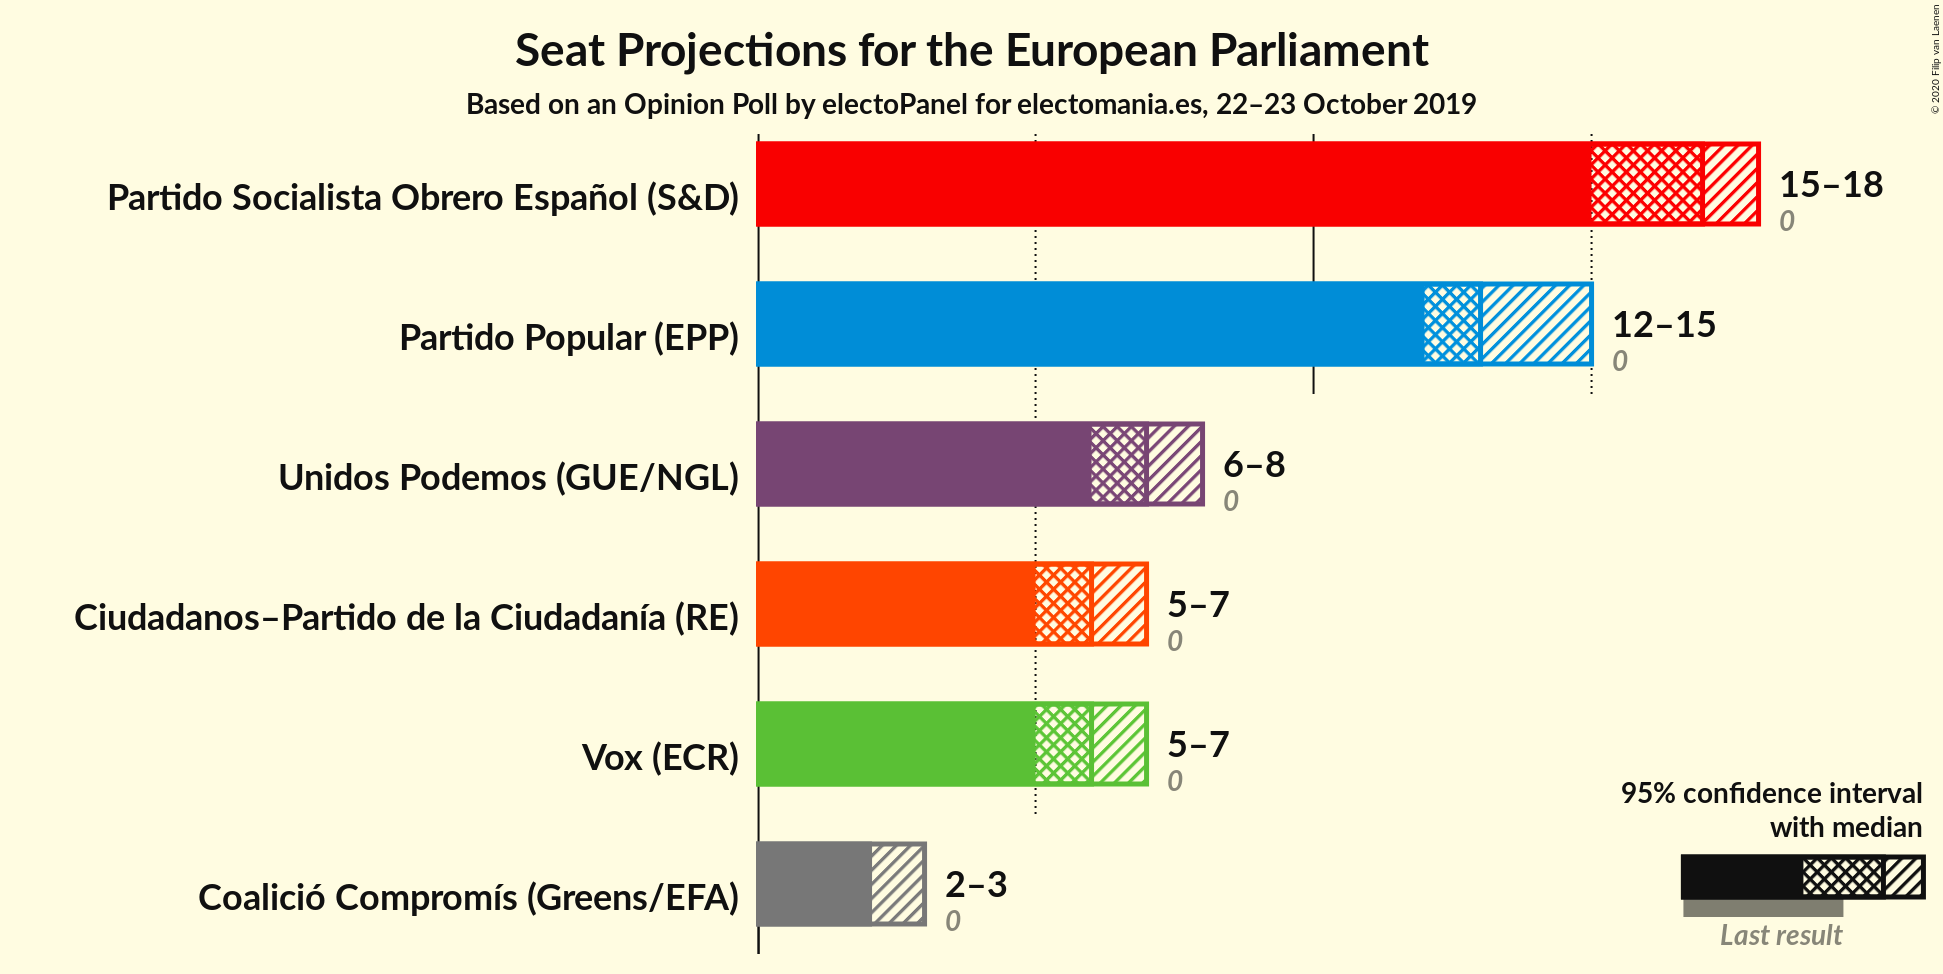 Seat Projections for the European Parliament
Based on an Opinion Poll by electoPanel for electomania.es, 22–23 October 2019
© 2020 Filip van Laenen
Partido Socialista Obrero Español (S&D)
15–18
0
Partido Popular (EPP)
12–15
0
Unidos Podemos (GUE/NGL)
6–8
0
Ciudadanos–Partido de la Ciudadanía (RE)
5–7
0
Vox (ECR)
5–7
0
Coalició Compromís (Greens/EFA)
2–3
0
95% confidence interval
with median
Last result